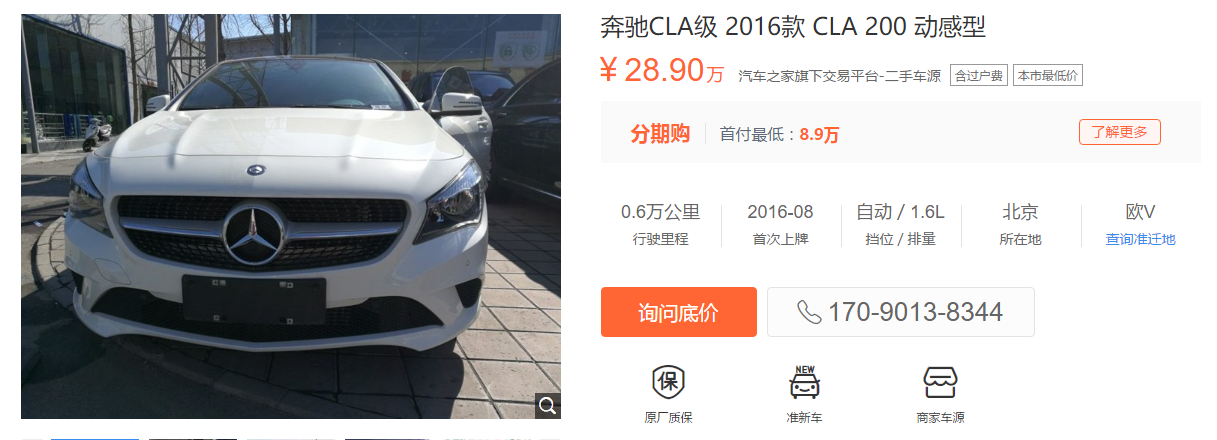 奔驰CLA级 2016款 CLA 200 动感型
¥ 28.90 万 汽车之家旗下交易平台-二手车源 含过户费 本市最低价
分期购 首付最低：8.9万 了解更多
0.6万公里 2016-08 自动 / 1.6L 北京 欧V
行驶里程 首次上牌 挡位 / 排量 所在地 查询准迁地
询问底价 170-9013-8344
保 NEW
原厂质保 准新车 商家车源